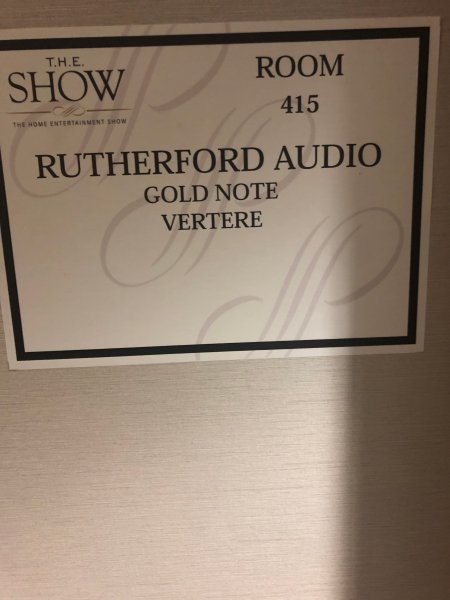 T.H.E.
SHOW
THE HOME ENTERTAINMENT SHOW
ROOM
415
RUTHERFORD AUDIO
GOLD NOTE
VERTERE